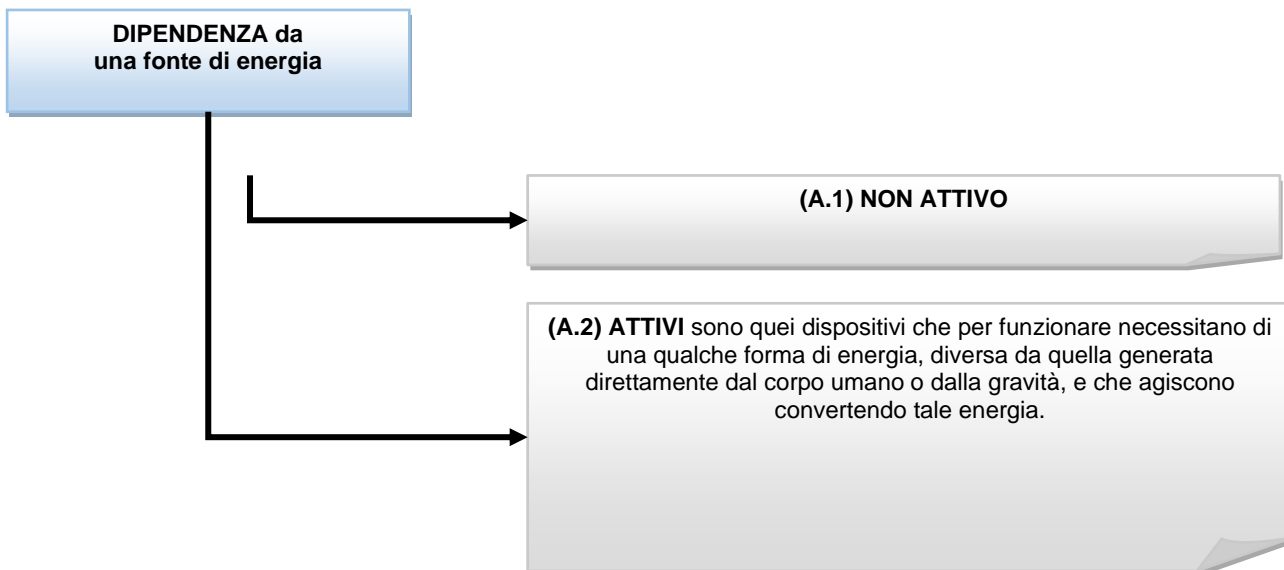 DIPENDENZA da
una fonte di energia
(A.1) NON ATTIVO
(A.2) ATTIVI sono quei dispositivi che per funzionare necessitano di
una qualche forma di energia, diversa da quella generata
direttamente dal corpo umano o dalla gravità, e che agiscono
convertendo tale energia.